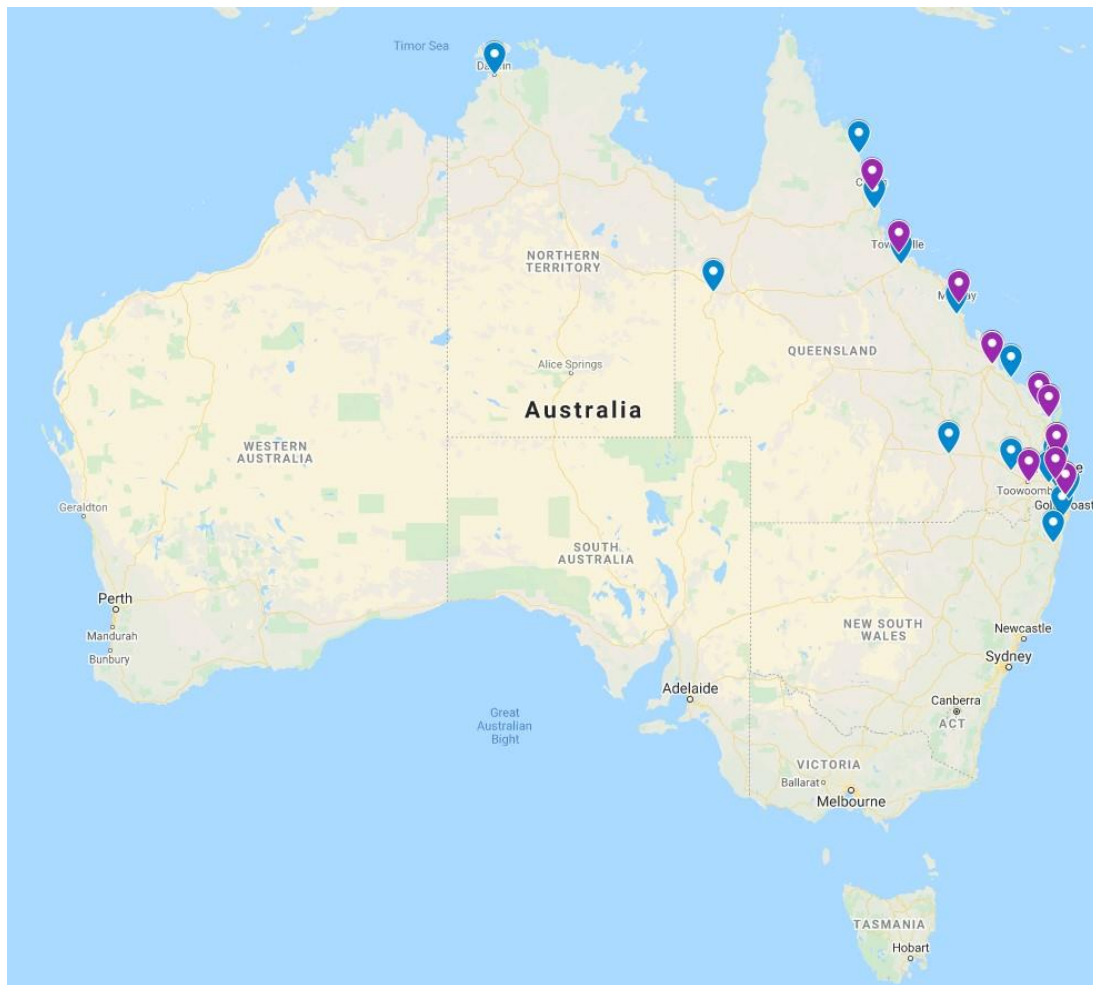 Timor Sea
NORTHERN
TERRITORY
QUEENSLAND
Alice Springs
Australia
WESTERN
AUSTRALIA
Geraldton
SOUTH
AUSTRALIA
Perth
Mandurah
Bunbury
NEW SOUTH
WALES
Newcastle
Sydney
Adelaide
Canberra
ACT
Great
Australian
Bight
VICTORIA
Ballarat
Melbourne
TASMANIA
Hobart